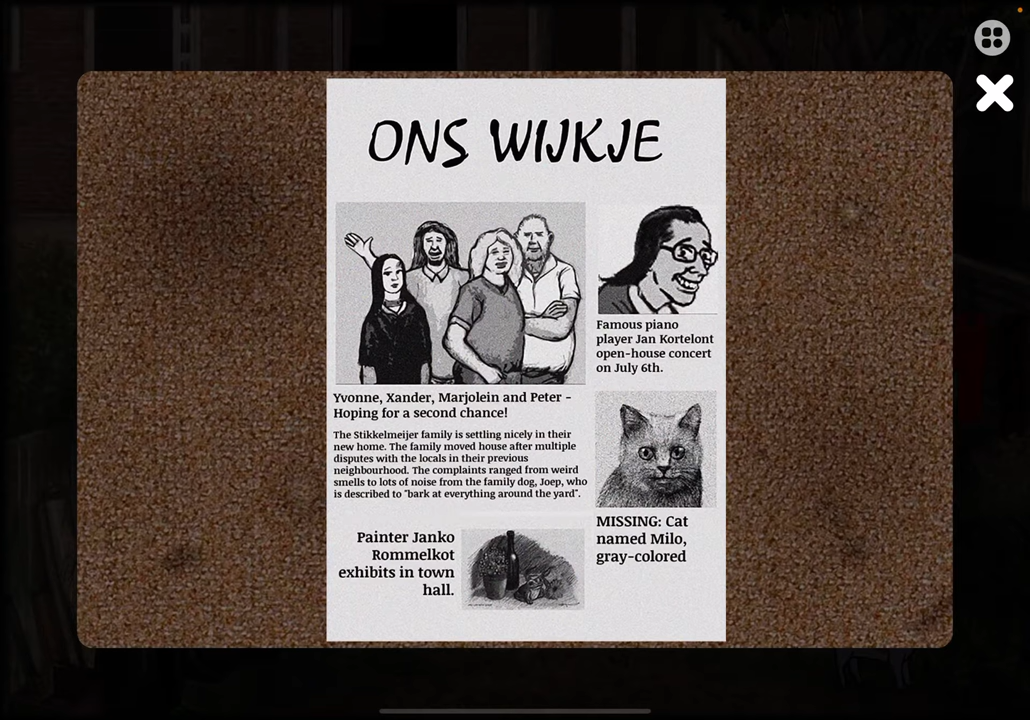 ONS WIJKJE
Yvonne, Xander, Marjolein and Peter -
Hoping for a second chance!
The Stikkelmeijer family is settling nicely in their
new home. The family moved house after multiple
disputes with the locals in their previous
neighbourhood. The complaints ranged from weird
smells to lots of noise from the family dog, Joep, who
is described to "bark at everything around the yard".
Painter Janko
Rommelkot
exhibits in town
hall.
Famous piano
player Jan Kortelont
open-house concert
on July 6th.
MISSING: Cat
named Milo,
gray-colored